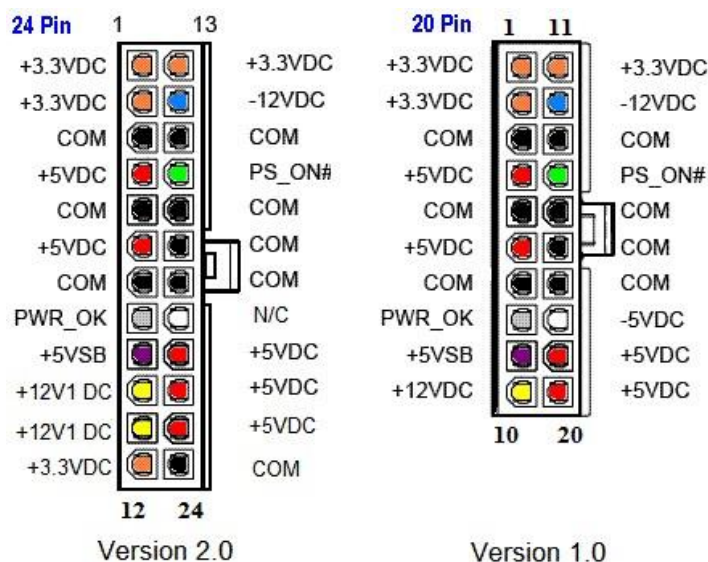 24 Pin 1 13
+3.3VDC +3.3VDC
+3.3VDC -12VDC
COM COM
+5VDC PS_ON#
COM COM
+5VDC COM
COM COM
PWR_OK N/C
+5VSB +5VDC
+12V1 DC +5VDC
+12V1 DC +5VDC
+3.3VDC COM
12 24
Version 2.0
20 Pin 1 11
+3.3VDC +3.3VDC
+3.3VDC -12VDC
COM COM
+5VDC PS_ON#
COM COM
+5VDC COM
COM COM
PWR_OK -5VDC
+5VSB +5VDC
+12VDC +5VDC
10 20
Version 1.0